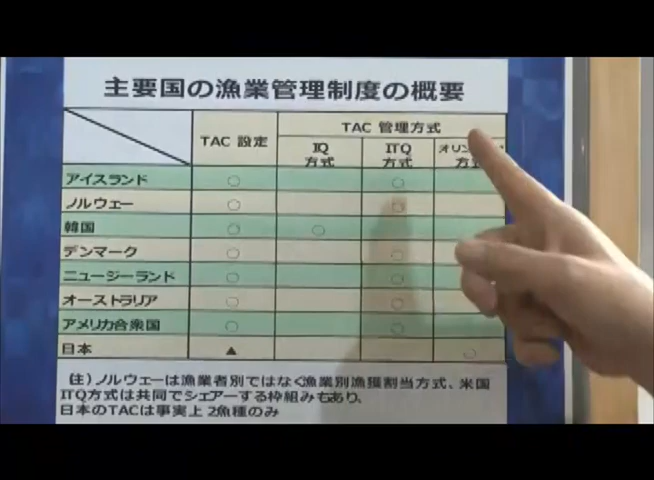 主要国の漁業管理制度の概要
TAC 設定
TAC 管理方式
IQ
方式
ITQ
方式
オリン
方式
アイスランド ○ ○
ノルウェー ○ ○
韓国 ○ ○
デンマーク ○ ○
ニュージーランド ○ ○
オーストラリア ○ ○
アメリカ合衆国 ○ ○
日本 ▲ ○
（注）ノルウェーは漁業者別ではなく漁業別漁獲割当方式、米国
ITQ方式は共同でシェアーする枠組みもあり、
日本のTACは事実上 2魚種のみ